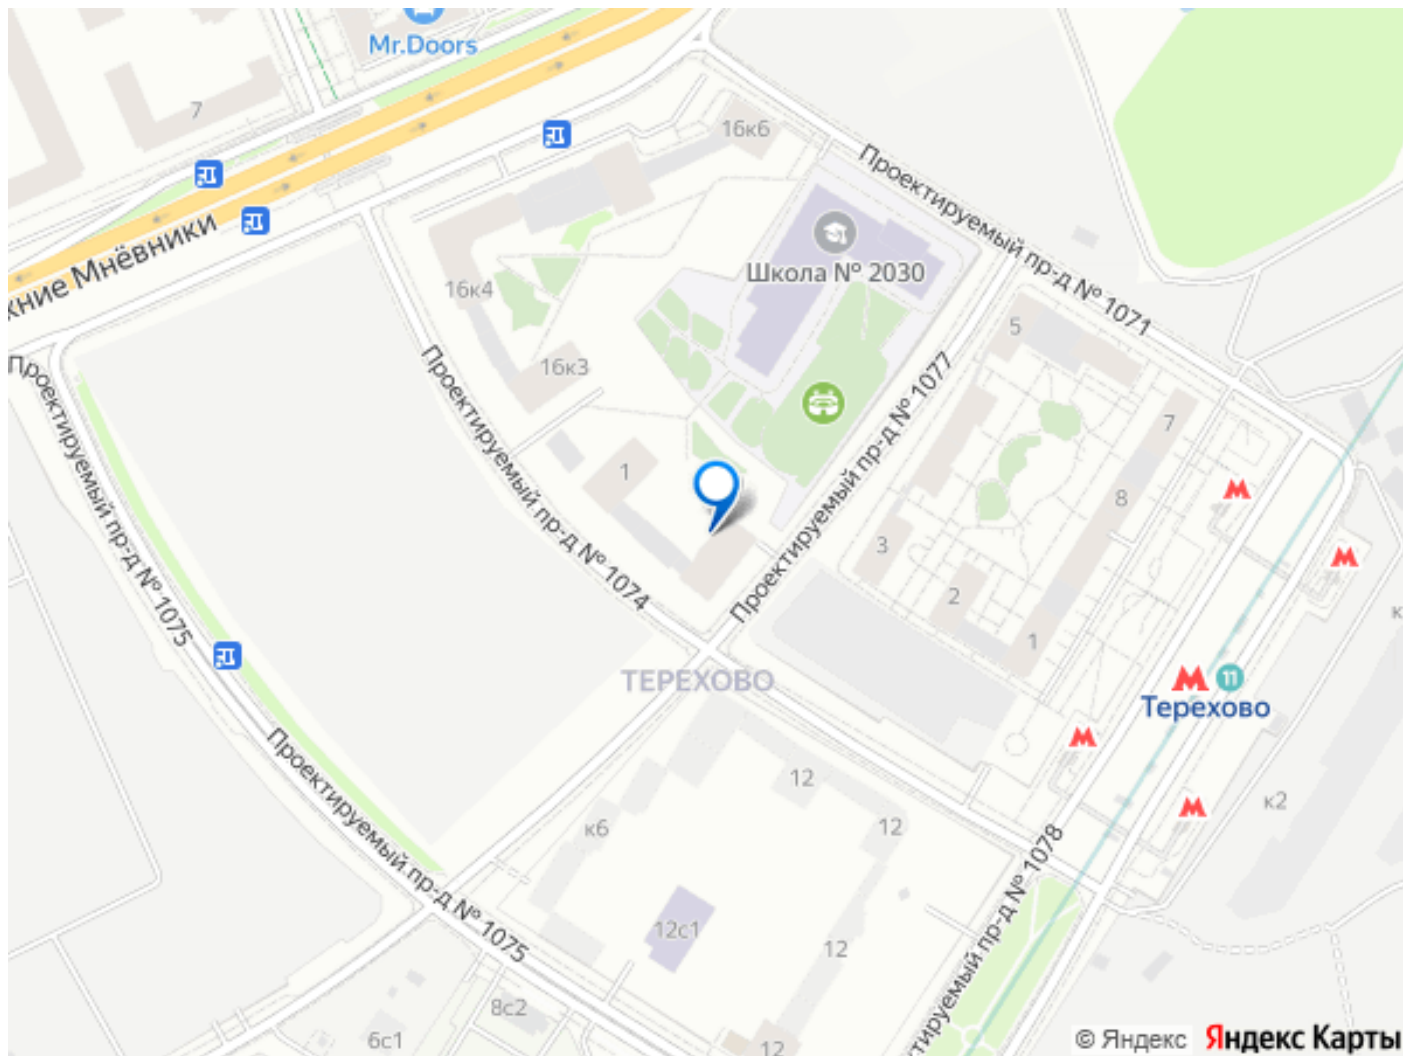 Mr.Doors
7
16к6
Проектируемый пр-д № 1071
Школа № 2030
хние Мнёвники
16к4
5
16к3
Проектируемый пр-д № 1074
Проектируемый пр-д № 1077
Проектируемый пр-д № 1075
7
1
8
3
2
1
к
ТЕРЕХОВО
11
Терехово
12
к2
к6
12
Проектируемый пр-д № 1075
12с1
12
тируемый пр-д № 1078
8с2
6с1
12
© Яндекс Яндекс Карты